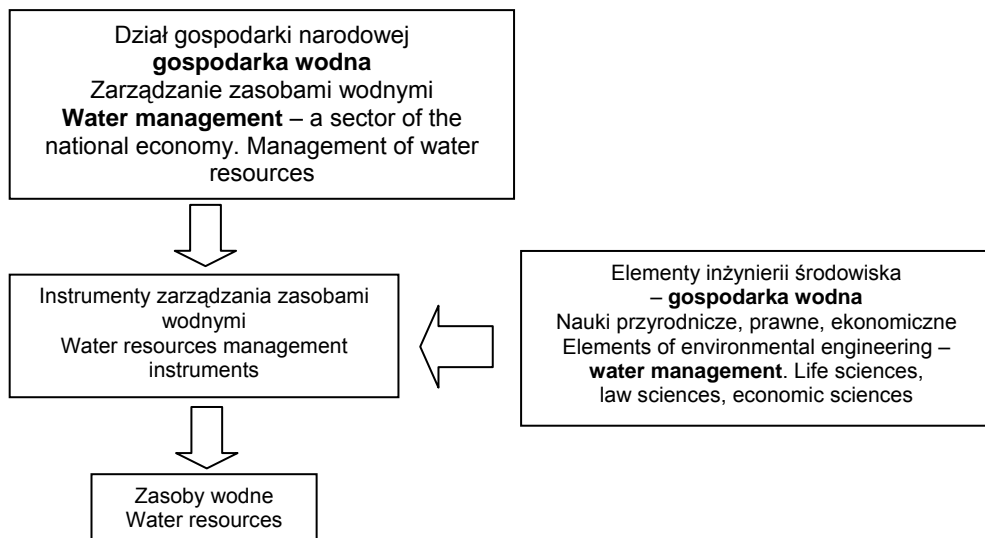 Dział gospodarki narodowej
gospodarka wodna
Zarządzanie zasobami wodnymi
Water management – a sector of the
national economy. Management of water
resources
Instrumenty zarządzania zasobami
wodnymi
Water resources management
instruments
Elementy inżynierii środowiska
– gospodarka wodna
Nauki przyrodnicze, prawne, ekonomiczne
Elements of environmental engineering –
water management. Life sciences,
law sciences, economic sciences
Zasoby wodne
Water resources